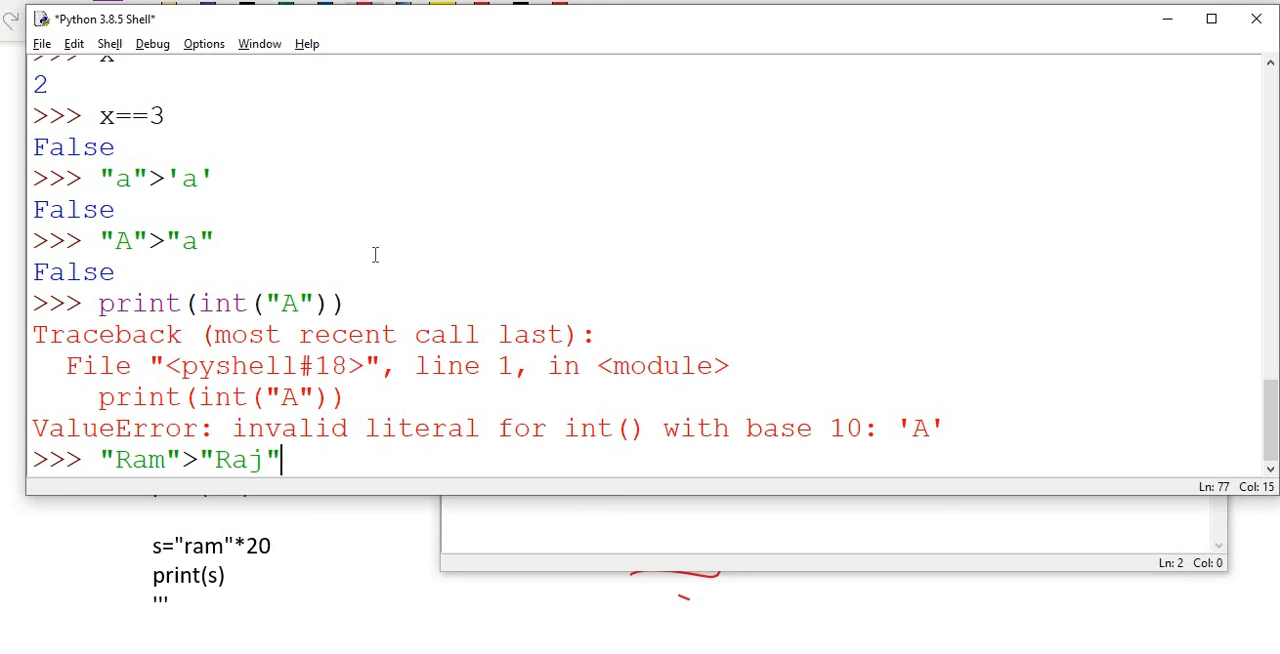 *Python 3.8.5 Shell*
File Edit Shell Debug Options Window Help
>>> x
2
>>> x==3
False
>>> "a">'a'
False
>>> "A">"a"
False
>>> print(int("A"))
Traceback (most recent call last):
  File "<pyshell#18>", line 1, in <module>
    print(int("A"))
ValueError: invalid literal for int() with base 10: 'A'
>>> "Ram">"Raj"
Ln: 77 Col: 15
s="ram"*20
Ln: 2 Col: 0
print(s)
'''